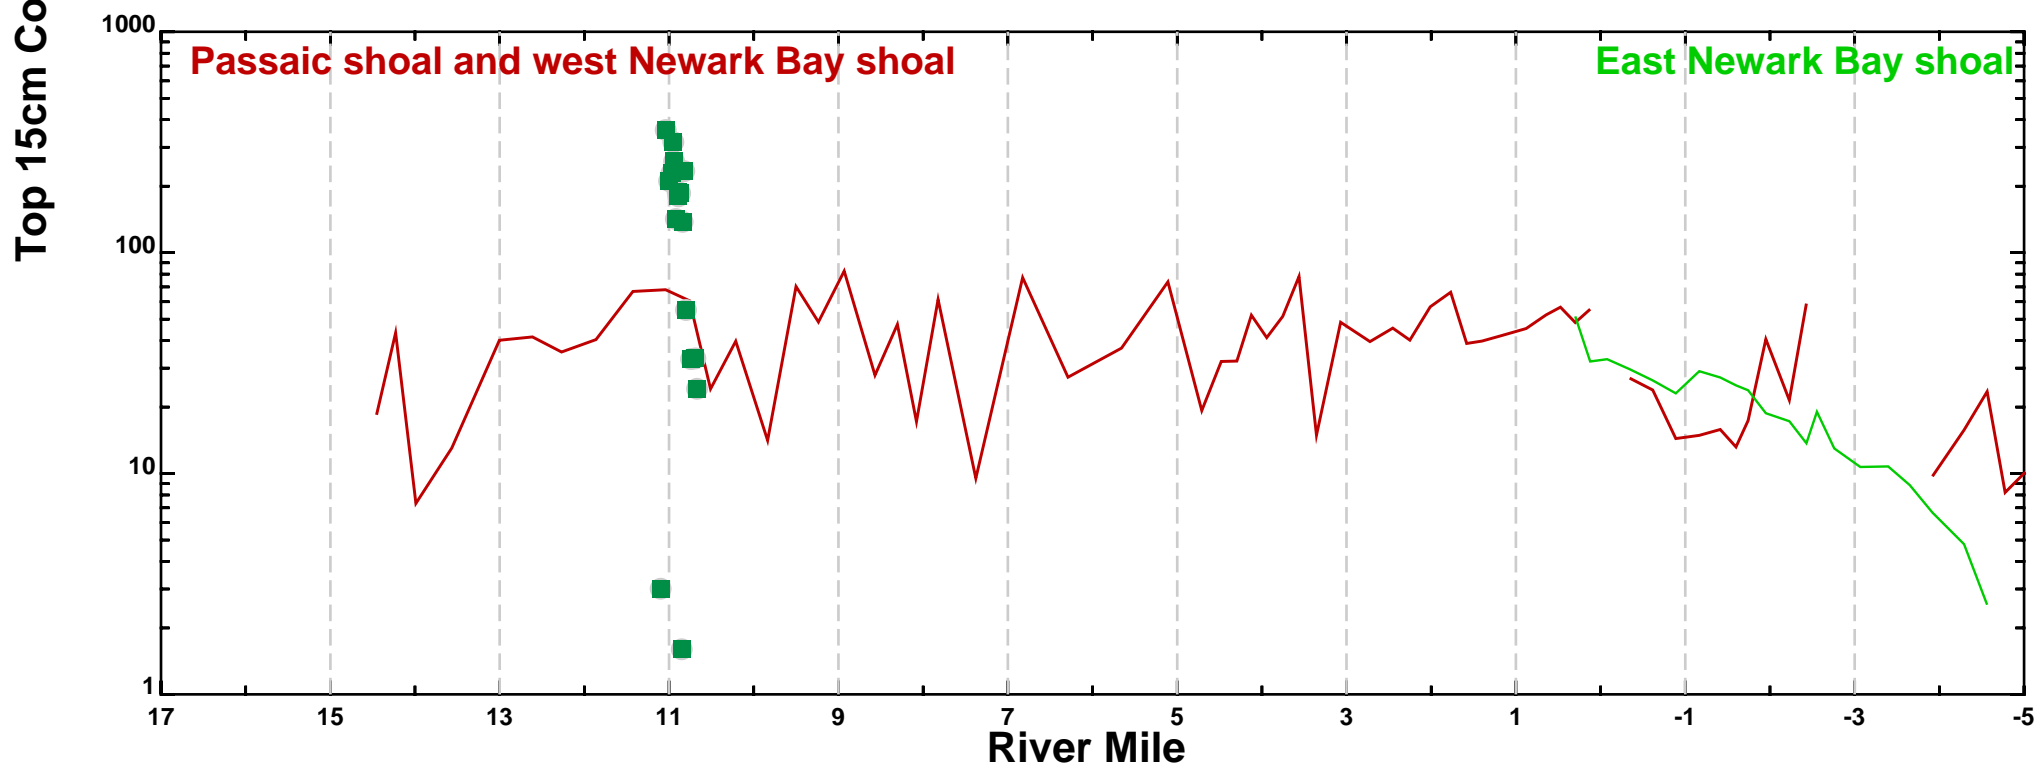 Top 15cm Co
1000
100
10
1
Passaic shoal and west Newark Bay shoal
East Newark Bay shoal
17 15 13 11 9 7 5 3 1 -1 -3 -5
River Mile